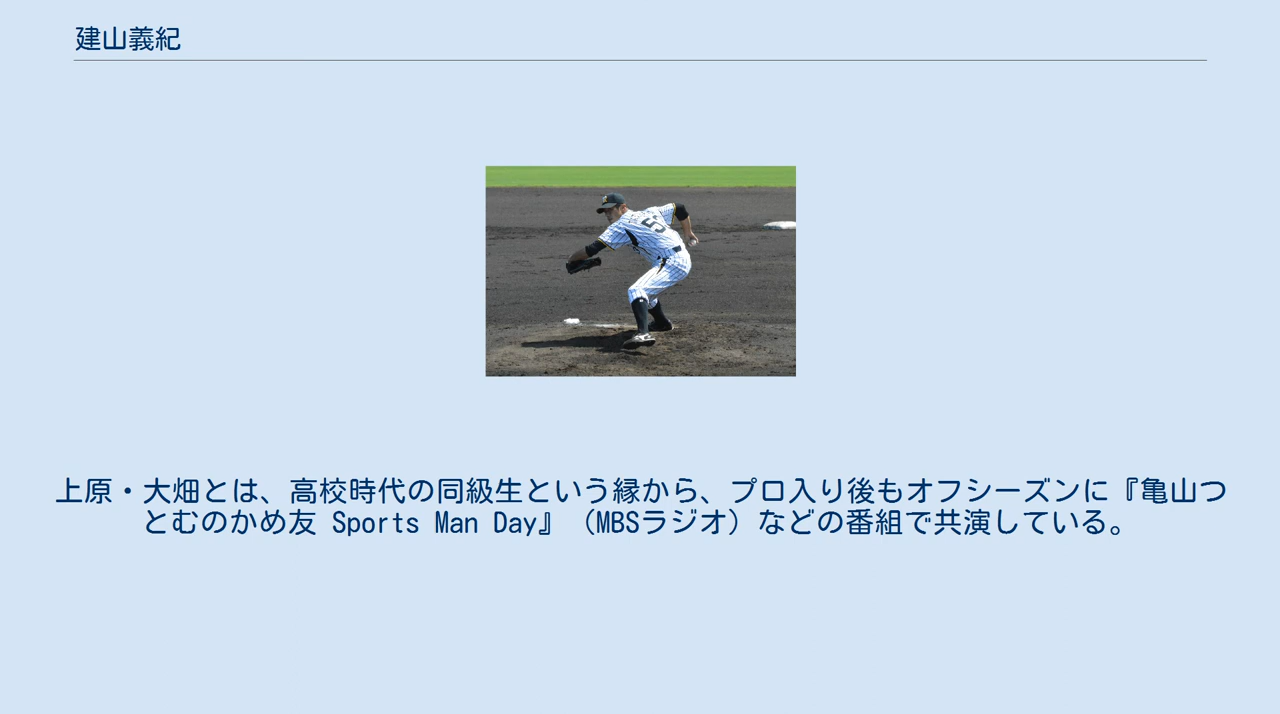 建山義紀
上原・大畑とは、高校時代の同級生という縁から、プロ入り後もオフシーズンに『亀山つ
とむのかめ友 Sports Man Day』（MBSラジオ）などの番組で共演している。